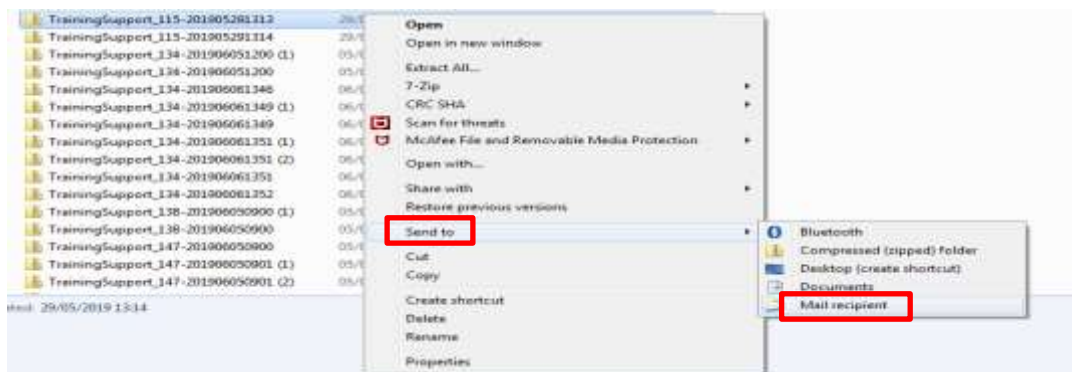 TrainingSupport_115-201905281313
TrainingSupport_115-201905291314
TrainingSupport_134-201906051200 (1)
TrainingSupport_134-201906051200
TrainingSupport_134-201906061346
TrainingSupport_134-201906061349 (1)
TrainingSupport_134-201906061349
TrainingSupport_134-201906061351 (1)
TrainingSupport_134-201906061351 (2)
TrainingSupport_134-201906061351
TrainingSupport_134-201906061352
TrainingSupport_138-201906050900 (1)
TrainingSupport_138-201906050900
TrainingSupport_147-201906050900
TrainingSupport_147-201906050901 (1)
TrainingSupport_147-201906050901 (2)
29/05/2019 13:14
Open
Open in new window
Extract All...
7-Zip
CRC SHA
Scan for threats
McAfee File and Removable Media Protection
Open with...
Share with
Restore previous versions
Send to
Cut
Copy
Create shortcut
Delete
Rename
Properties
Bluetooth
Compressed (zipped) Folder
Desktop (create shortcut)
Documents
Mail recipient